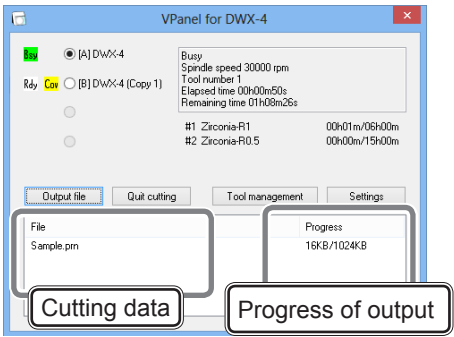 VPanel for DWX-4
Bsy [A] DWX-4
Rdy Cov [B] DWX-4 (Copy 1)
Busy
Spindle speed 30000 rpm
Tool number 1
Elapsed time 00h00m50s
Remaining time 01h08m26s
#1 Zirconia-R1 00h01m/06h00m
#2 Zirconia-R0.5 00h00m/15h00m
Output file Quit cutting Tool management Settings
File Progress
Sample.prn 16KB/1024KB
Cutting data Progress of output